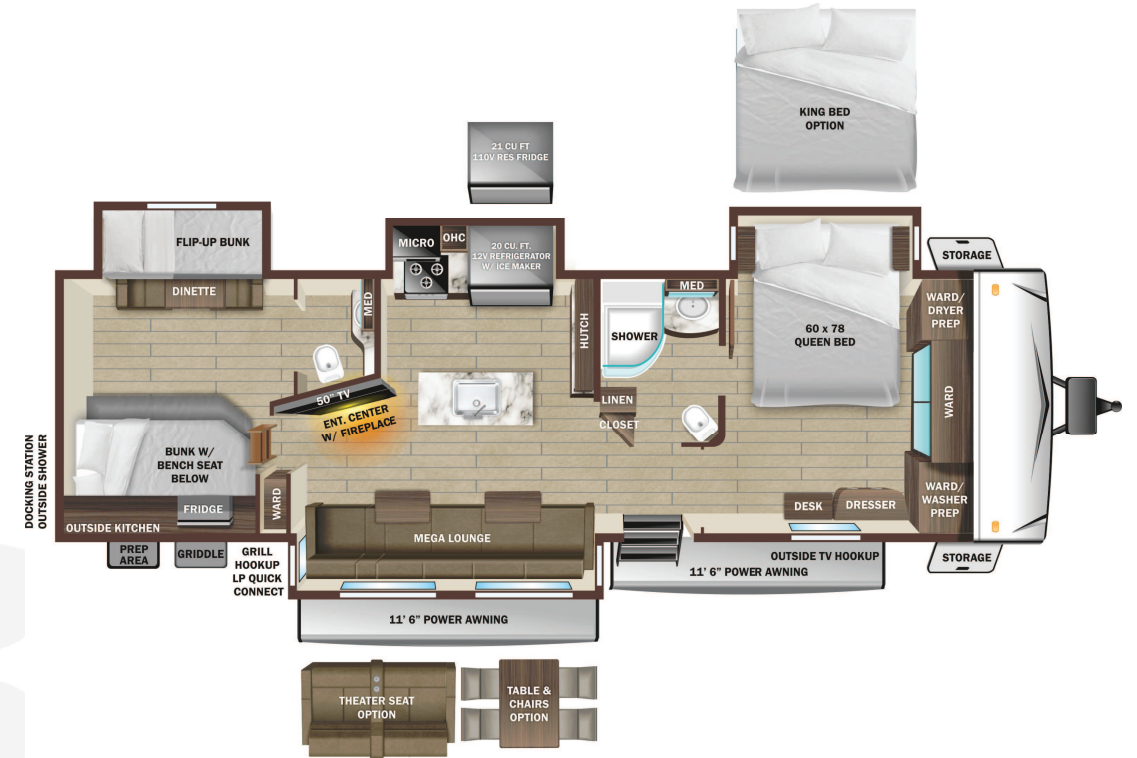 KING BED
OPTION
21 CU FT
110V RES FRIDGE
FLIP-UP BUNK
DINETTE
MED
MICRO
OHC
20 CU. FT.
12V REFRIGERATOR
W/ ICE MAKER
HUTCH
MED
SHOWER
LINEN
CLOSET
60 x 78
QUEEN BED
STORAGE
WARD/
DRYER
PREP
WARD
WARD/
WASHER
PREP
STORAGE
50" TV
ENT. CENTER
W/ FIREPLACE
BUNK W/
BENCH SEAT
BELOW
DOCKING STATION
OUTSIDE SHOWER
FRIDGE
OUTSIDE KITCHEN
WARD
MEGA LOUNGE
DESK
DRESSER
PREP
AREA
GRIDDLE
GRILL
HOOKUP
LP QUICK
CONNECT
OUTSIDE TV HOOKUP
11' 6" POWER AWNING
11' 6" POWER AWNING
THEATER SEAT
OPTION
TABLE &
CHAIRS
OPTION